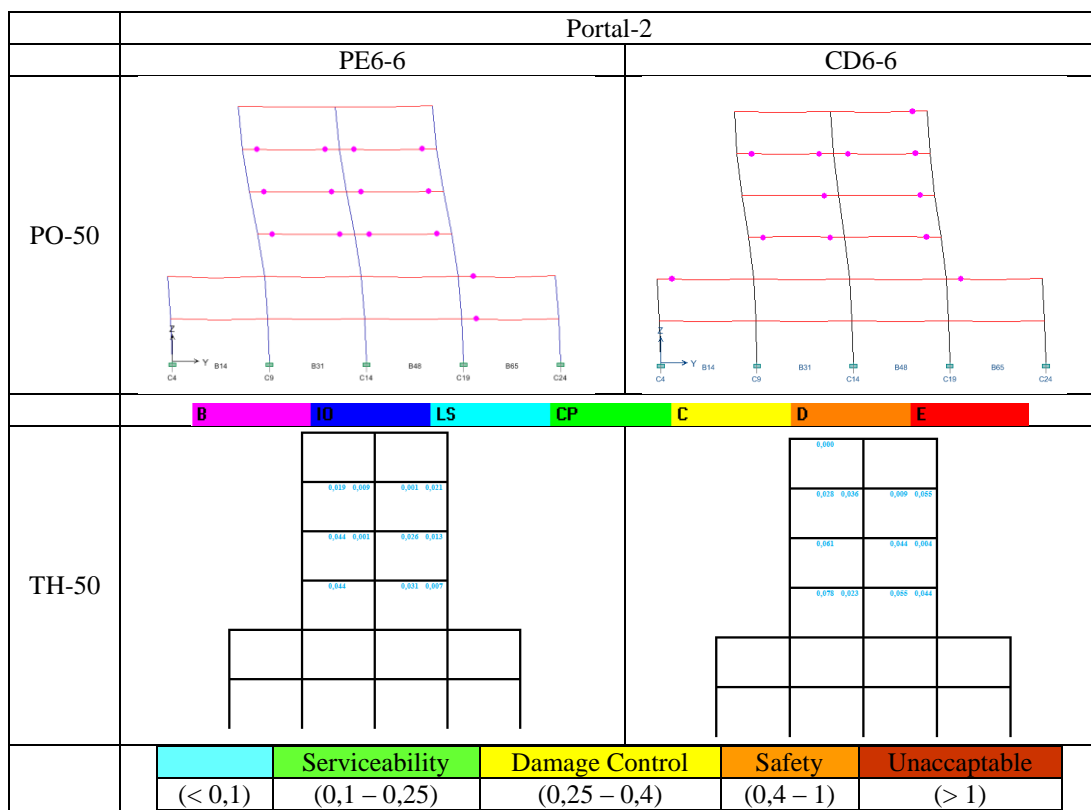 Portal-2
PE6-6 CD6-6
PO-50
Z Y B14 B31 B48 B65
C4 C9 C14 C19 C24
Z Y B14 B31 B48 B65
C4 C9 C14 C19 C24
B IO LS CP C D E
TH-50
0,019 0,009 0,001 0,021
0,044 0,001 0,026 0,013
0,044 0,031 0,007
0,000
0,028 0,036 0,009 0,055
0,061 0,044 0,004
0,078 0,023 0,066 0,044
Serviceability Damage Control Safety Unaccaptable
(< 0,1) (0,1 – 0,25) (0,25 – 0,4) (0,4 – 1) (> 1)